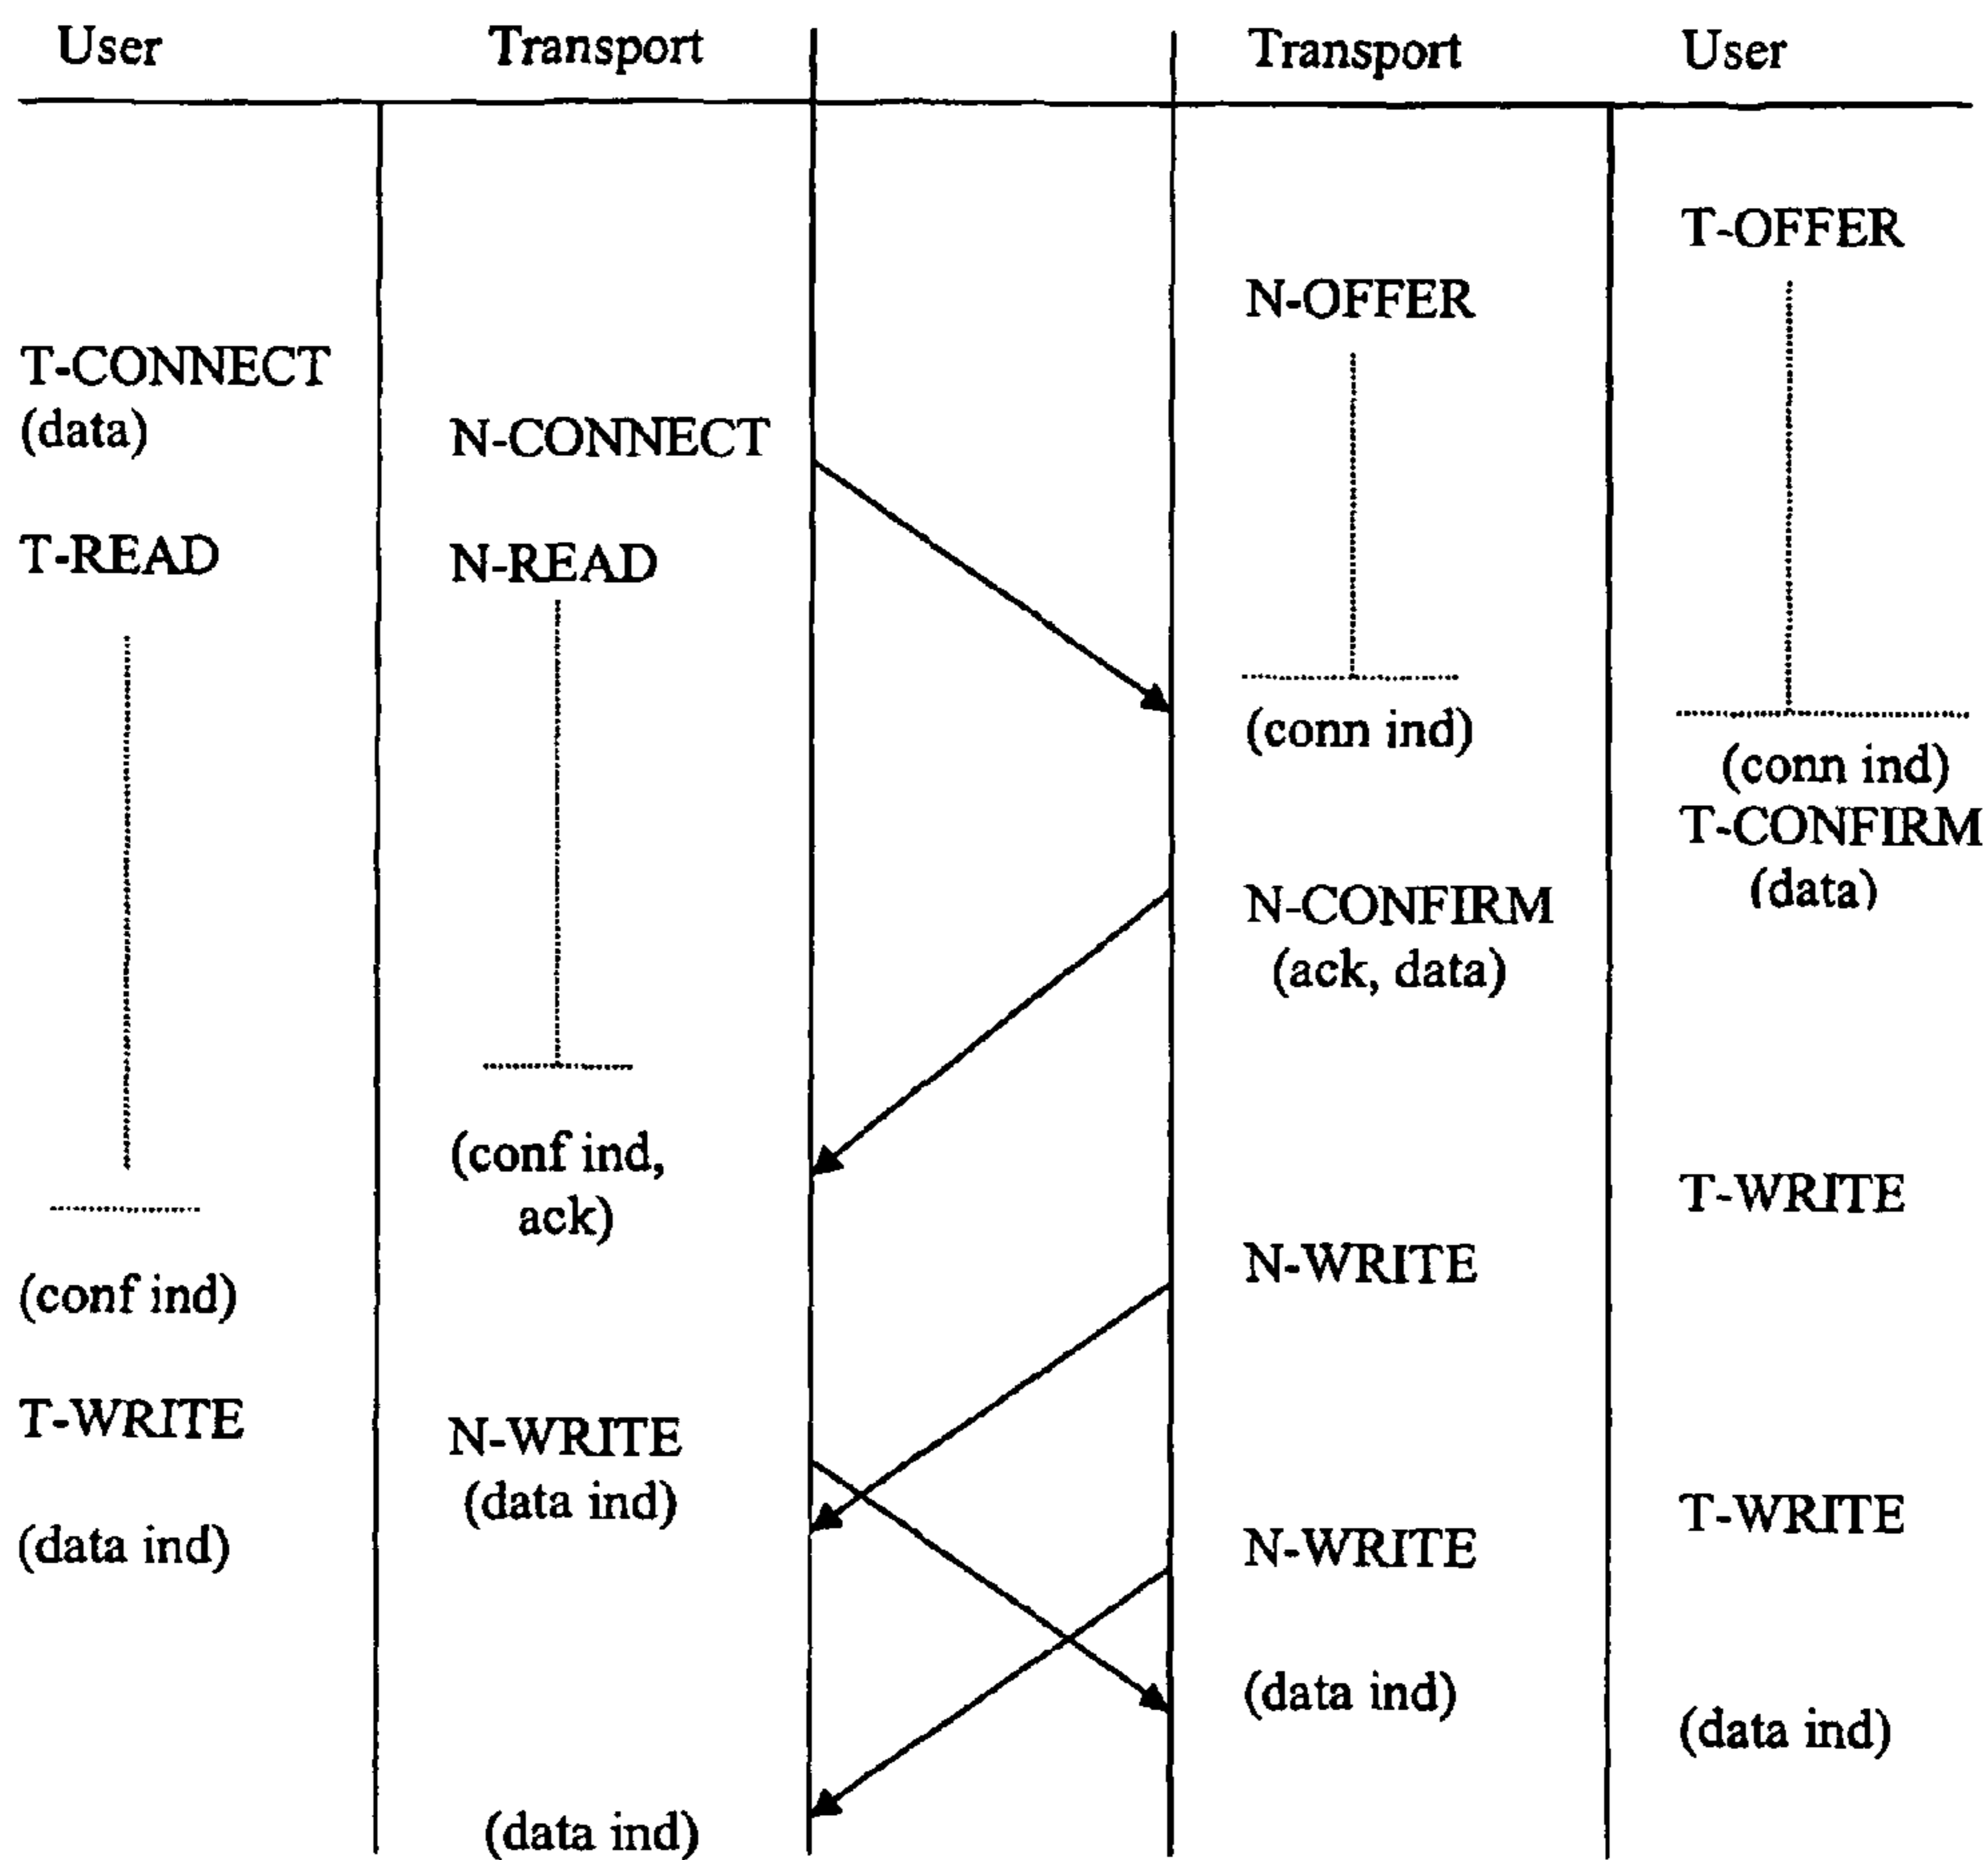 User
Transport
Transport
User
T-OFFER
N-OFFER
T-CONNECT
(data)
N-CONNECT
T-READ
N-READ
(conn ind)
(conn ind)
T-CONFIRM
(data)
N-CONFIRM
(ack, data)
(conf ind,
ack)
T-WRITE
N-WRITE
(conf ind)
T-WRITE
N-WRITE
(data ind)
T-WRITE
(data ind)
N-WRITE
(data ind)
(data ind)
(data ind)